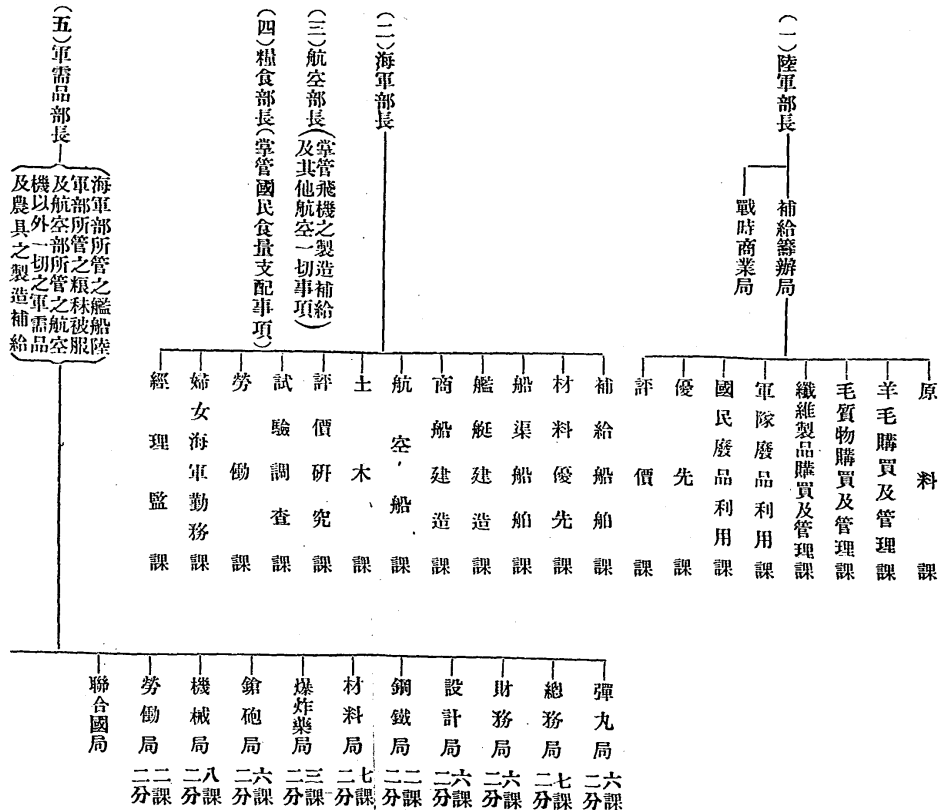 (一)陸軍部長
補給籌辦局
戰時商業局
原料課
羊毛購買及管理課
毛質物購買及管理課
纖維製品購買及管理課
軍隊廢品利用課
國民廢品利用課
優先課
評價課
(二)海軍部長
補給船舶課
材料優先課
船渠船舶課
艦艇建造課
商船建造課
航空船課
土木課
評價研究課
試驗調查課
勞働課
婦女海軍勤務課
經理監課
(三)航空部長(掌管飛機之製造補給
及其他航空一切事項)
(四)糧食部長(掌管國民食量支配事項)
(五)軍需品部長
海軍部所管之艦船陸
軍部所管之糧秣被服
及航空部所管之航空
機以外一切之軍需品
及農具之製造補給
彈丸局六課二分
總務局七課二分
財務局六課二分
設計局六課二分
鋼鐵局二課二分
材料局七課二分
爆炸藥局三課二分
鎗砲局六課二分
機械局八課二分
勞働局二課二分
聯合國局